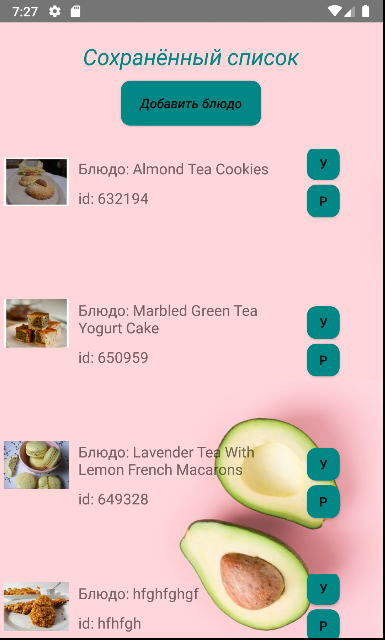 7:27
Сохранённый список
Добавить блюдо
Блюдо: Almond Tea Cookies
id: 632194
У
Р
Блюдо: Marbled Green Tea
Yogurt Cake
id: 650959
У
Р
Блюдо: Lavender Tea With
Lemon French Macarons
id: 649328
У
Р
Блюдо: hfghfghgf
id: hfhfgh
У
Р